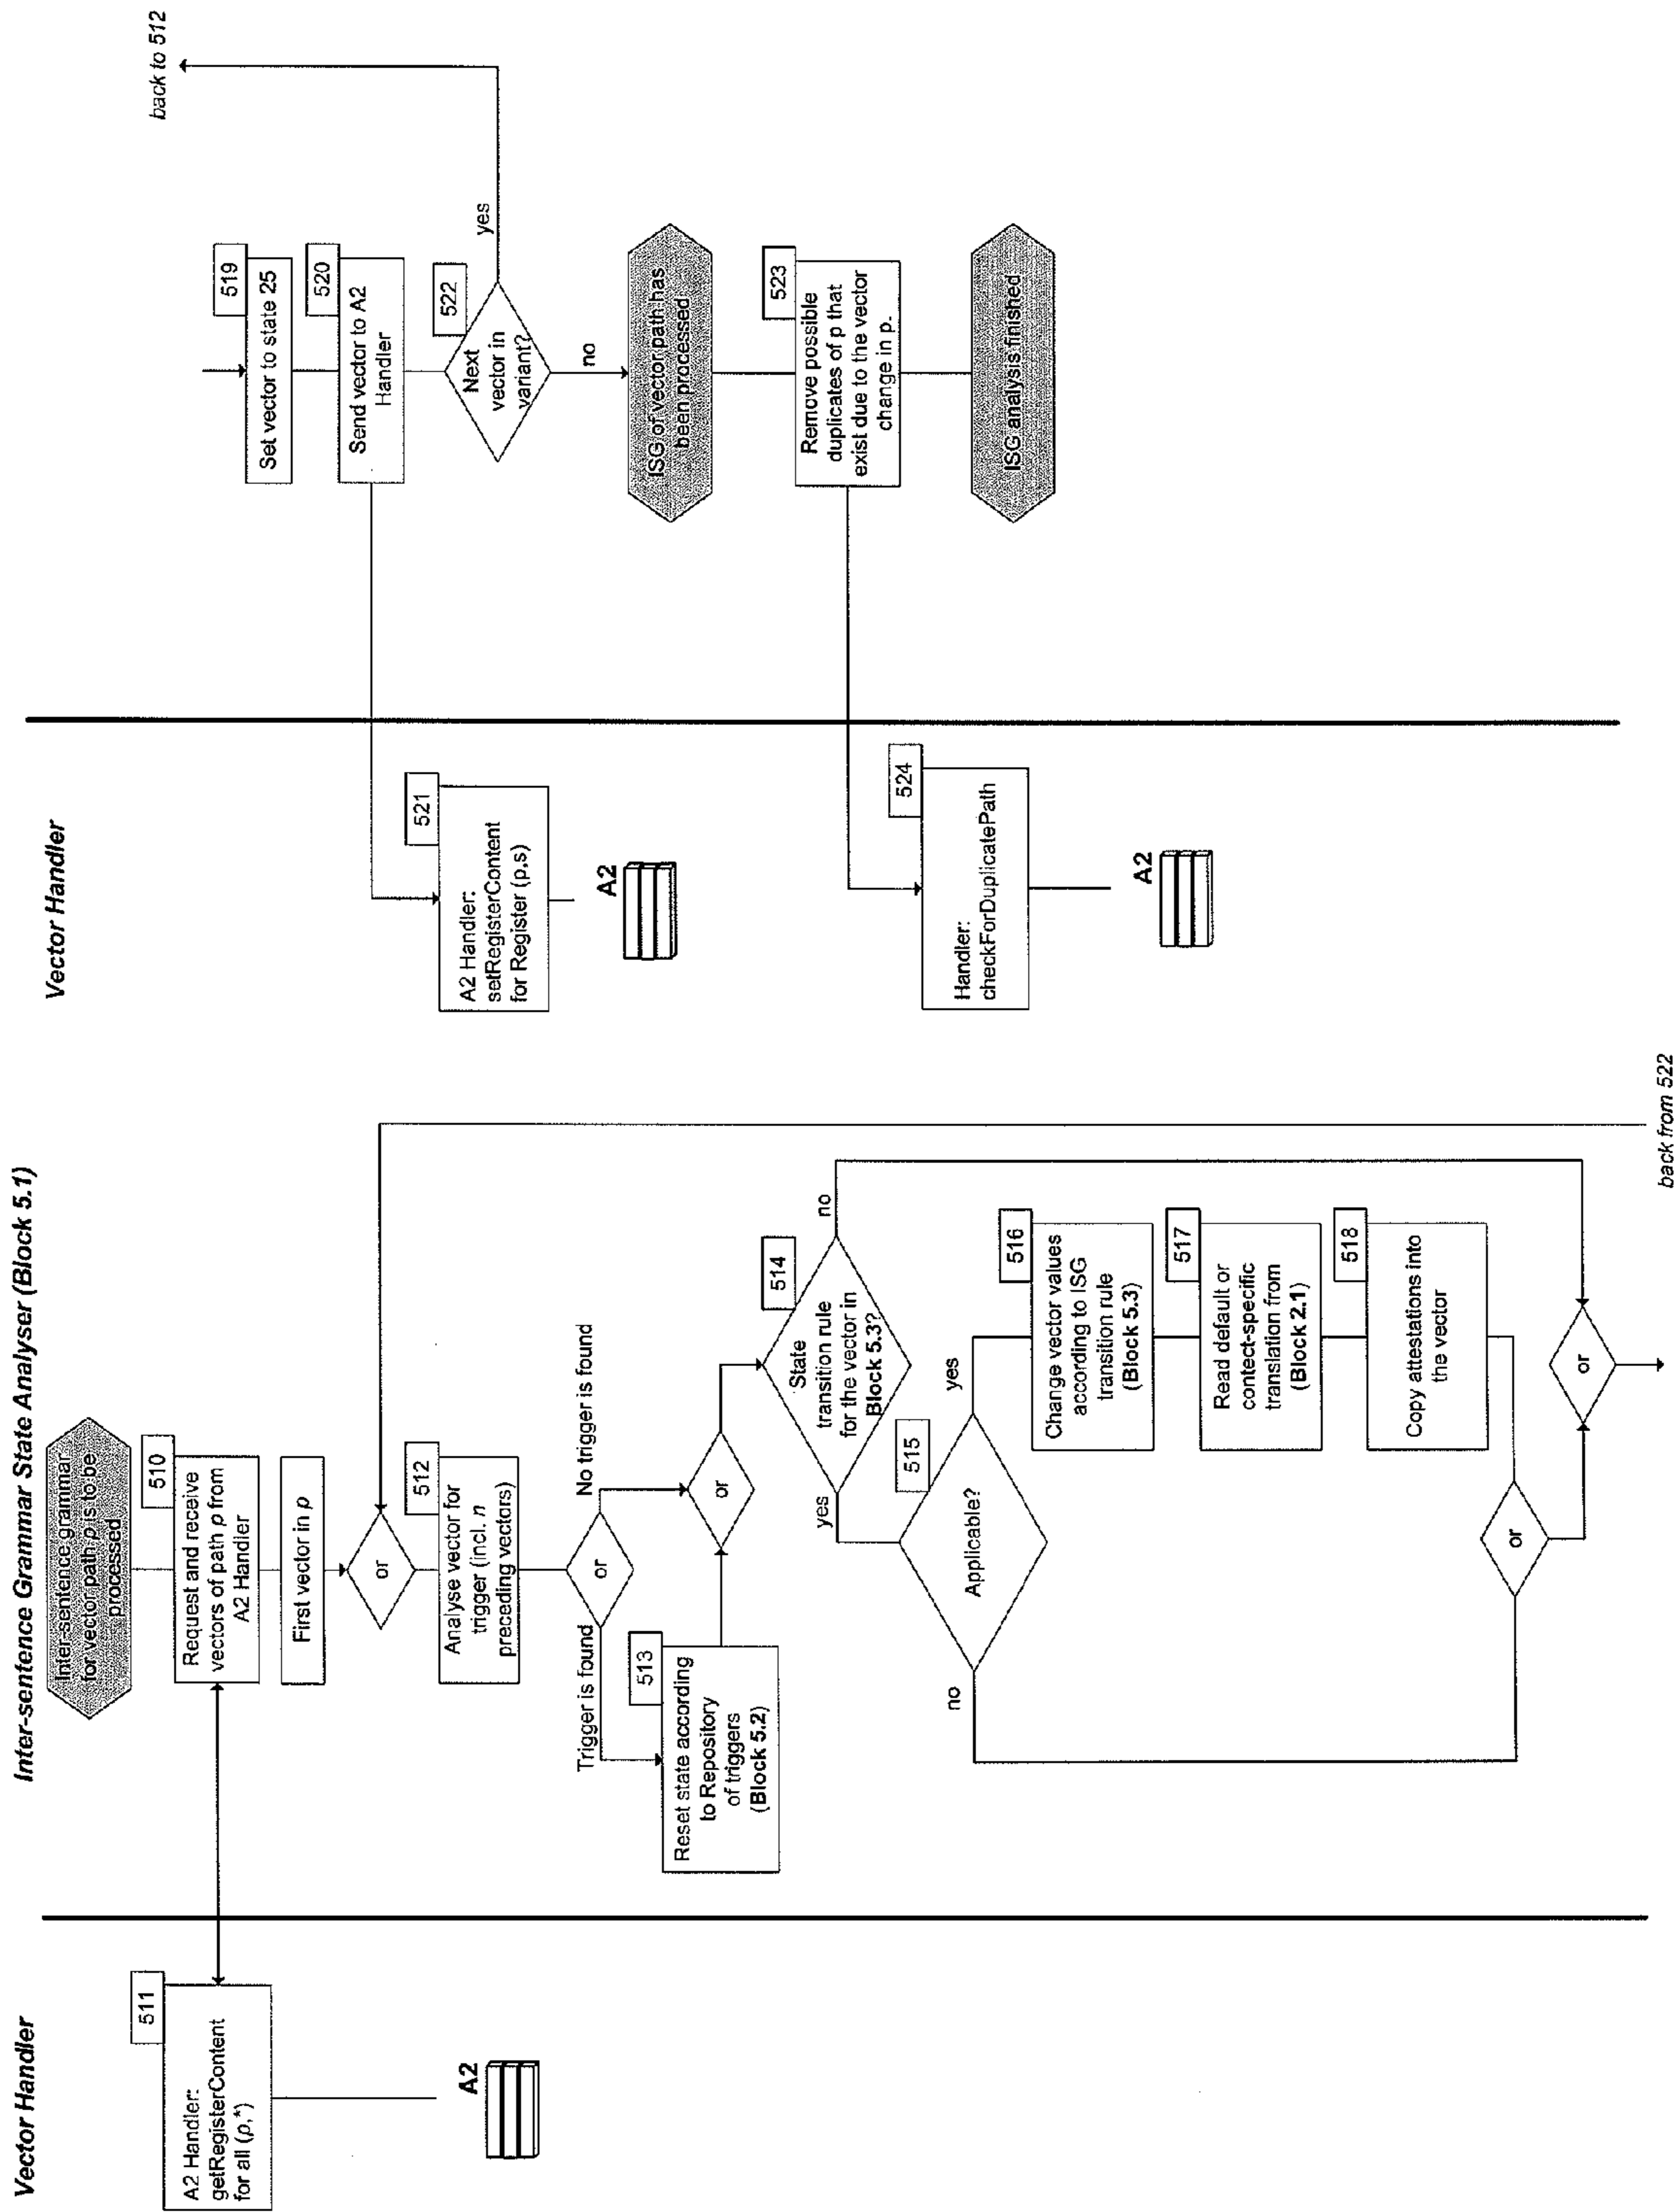 Vector Handler
511
A2 Handler:
getRegisterContent
for all (p,*)
A2
Inter-sentence Grammar State Analyser (Block 5.1)
Inter-sentence grammar
for vector path p is to be
processed
510
Request and receive
vectors of path p from
A2 Handler
First vector in p
or
512
Analyse vector for
trigger (incl. n
preceding vectors)
Trigger is found
or
No trigger is found
513
Reset state according
to Repository
of triggers
(Block 5.2)
or
514
State
transition rule
for the vector in
Block 5.3?
yes
no
515
Applicable?
no
yes
516
Change vector values
according to ISG
transition rule
(Block 5.3)
517
Read default or
contect-specific
translation from
(Block 2.1)
518
Copy attestations into
the vector
or
or
back from 522
Vector Handler
521
A2 Handler:
setRegisterContent
for Register (p,s)
A2
524
Handler:
checkForDuplicatePath
A2
back to 512
519
Set vector to state 25
520
Send vector to A2
Handler
522
Next
vector in
variant?
yes
no
ISG of vector path has
been processed
523
Remove possible
duplicates of p that
exist due to the vector
change in p.
ISG analysis finished